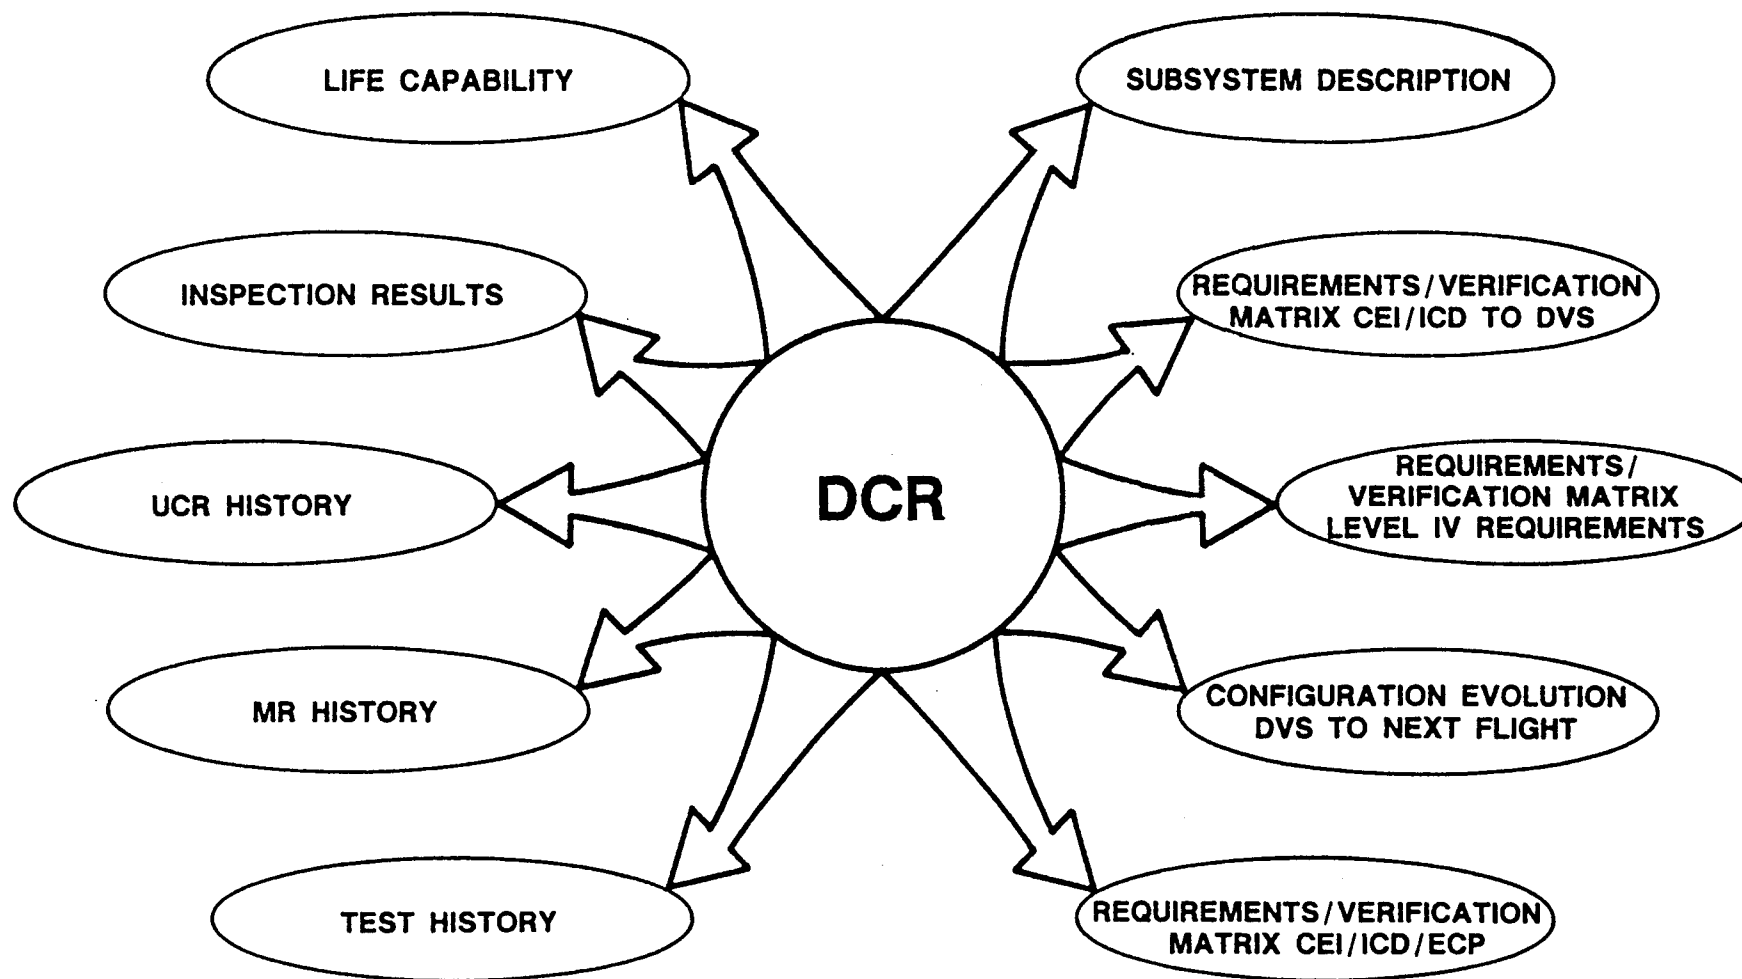 LIFE CAPABILITY
SUBSYSTEM DESCRIPTION
INSPECTION RESULTS
REQUIREMENTS/VERIFICATION
MATRIX CEI/ICD TO DVS
DCR
UCR HISTORY
REQUIREMENTS/
VERIFICATION MATRIX
LEVEL IV REQUIREMENTS
MR HISTORY
CONFIGURATION EVOLUTION
DVS TO NEXT FLIGHT
TEST HISTORY
REQUIREMENTS/VERIFICATION
MATRIX CEI/ICD/ECP